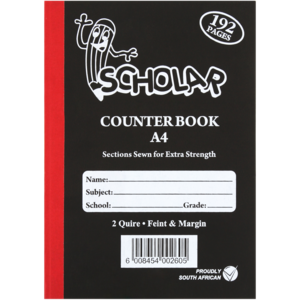 192
PAGES
SCHOLAR
COUNTER BOOK
A4
Sections Sewn for Extra Strength
Name:
Subject:
School: Grade:
2 Quire • Feint & Margin
6 008454 002605
PROUDLY
SOUTH AFRICAN